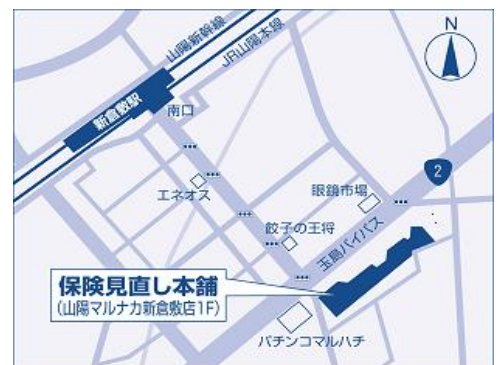 山陽新幹線
JR山陽本線
N
新倉敷駅
南口
2
エネオス
眼鏡市場
餃子の王将
玉島バイパス
保険見直し本舗
(山陽マルナカ新倉敷店1F)
パチンコマルハチ